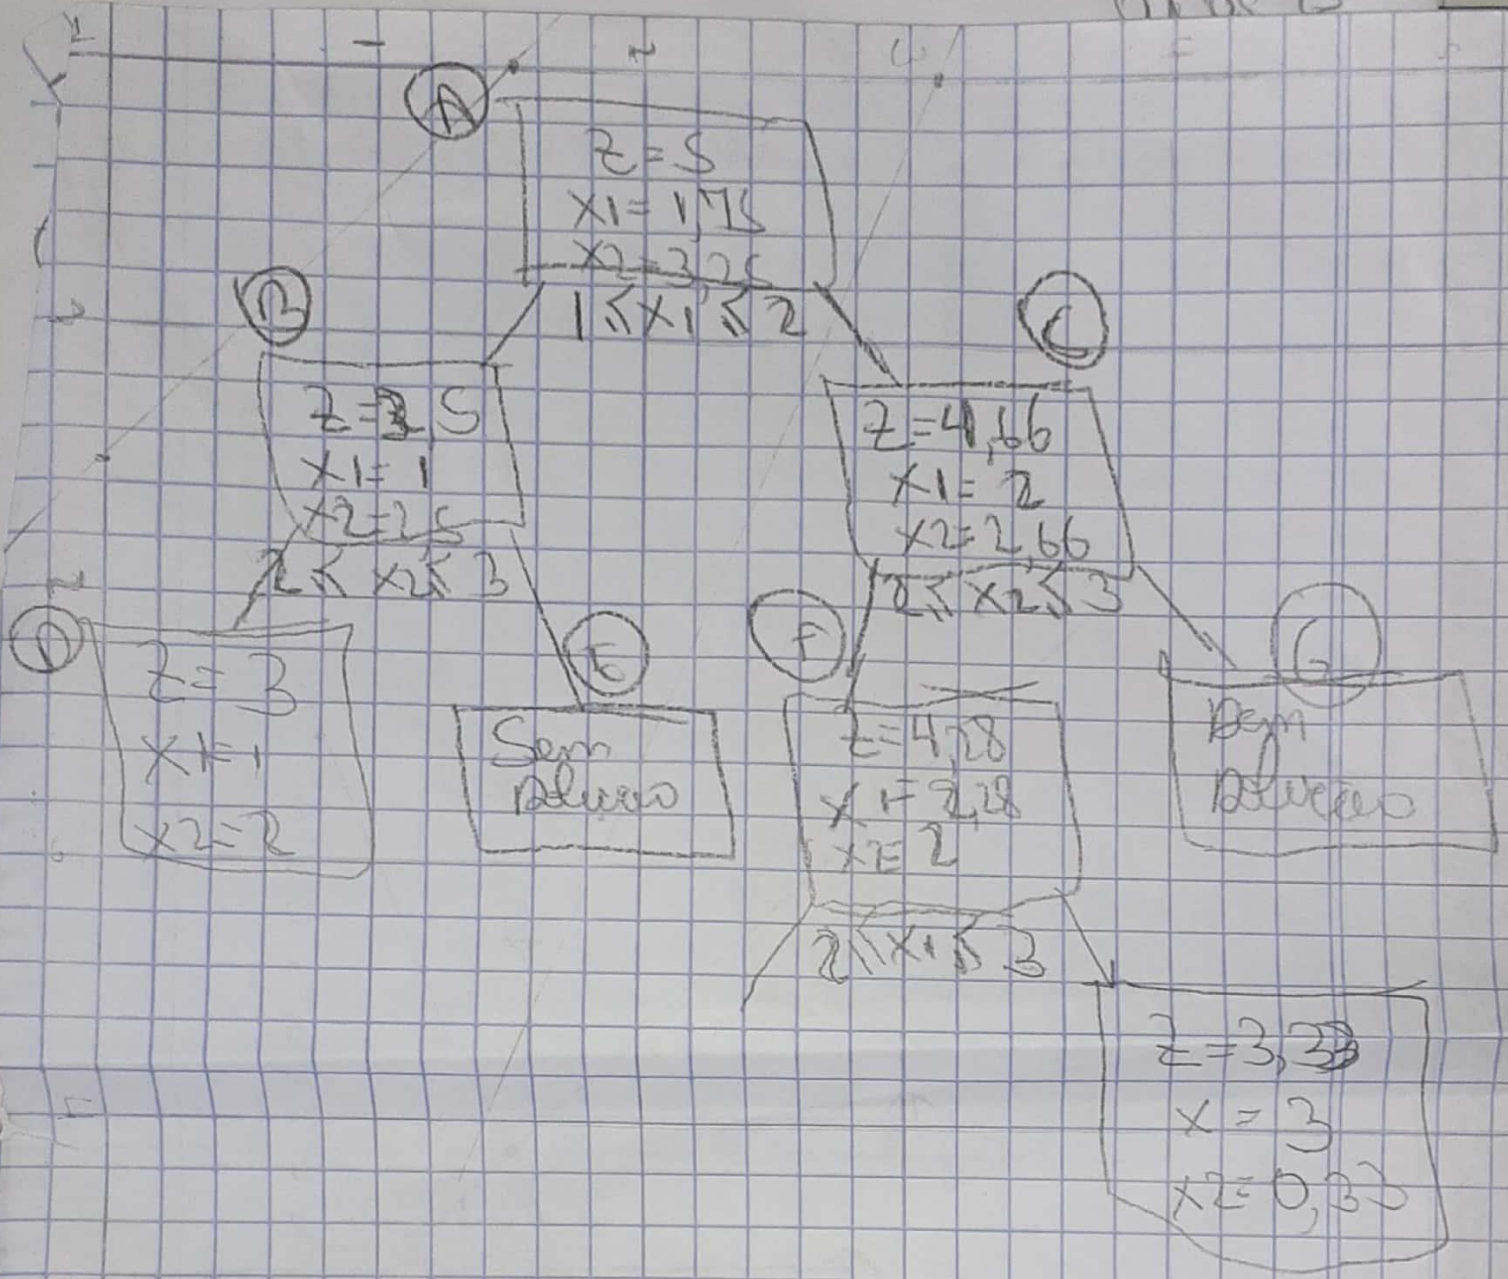 A
Z = 5
x1 = 1,75
x2 = 3,25
1 ≤ x1 ≤ 2
B
Z = 3,5
x1 = 1
x2 = 2,5
2 ≤ x2 ≤ 3
C
Z = 4,66
x1 = 2
x2 = 2,66
2 ≤ x2 ≤ 3
D
Z = 3
x1 = 1
x2 = 2
E
Sem
solucao
F
Z = 4,28
x1 = 2,28
x2 = 2
2 ≤ x1 ≤ 3
G
Sem
solucao
Z = 3,33
x = 3
x2 = 0,33